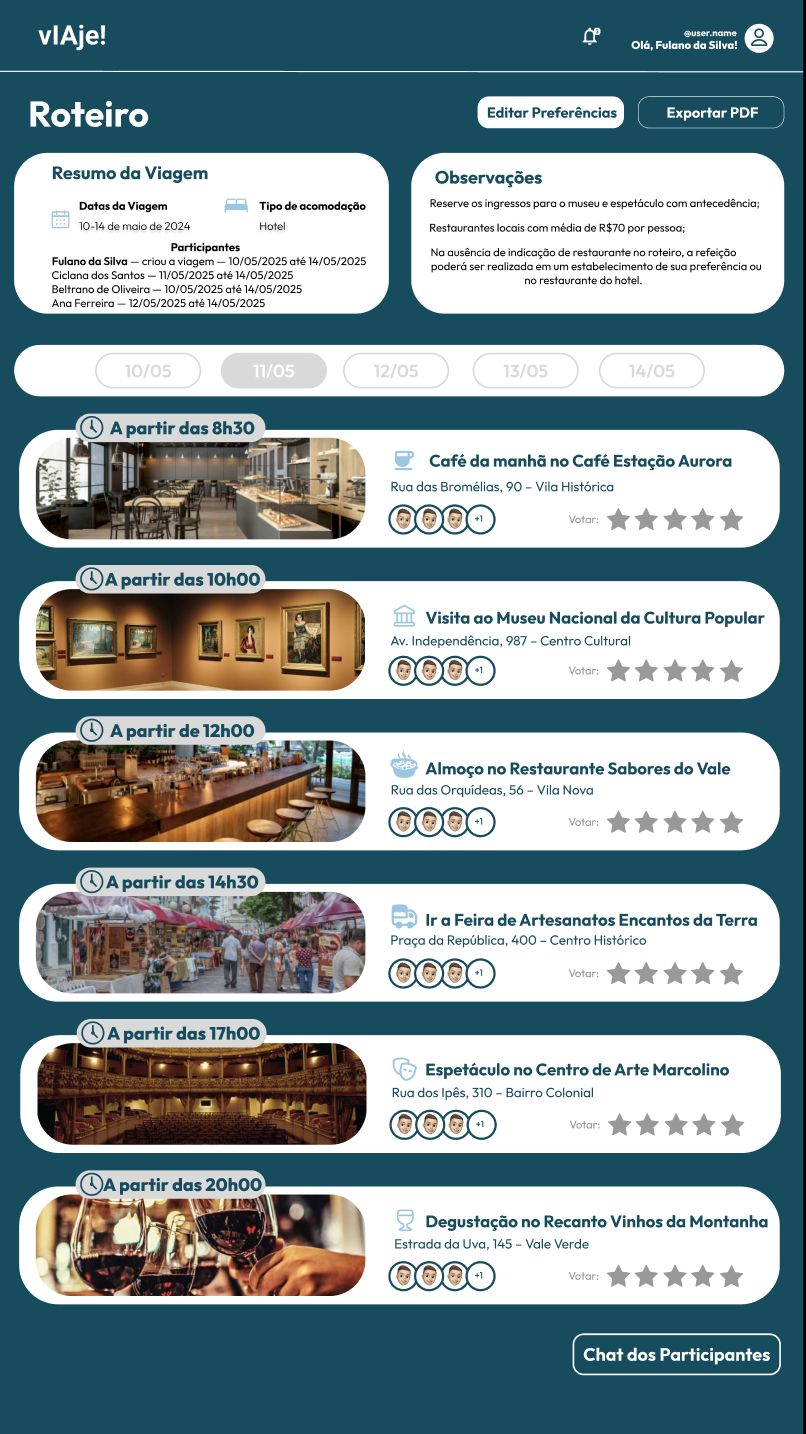 vIAje!
@user.name
Olá, Fulano da Silva!
Roteiro
Editar Preferências
Exportar PDF
Resumo da Viagem
Datas da Viagem
10-14 de maio de 2024
Tipo de acomodação
Hotel
Participantes
Fulano da Silva — criou a viagem — 10/05/2025 até 14/05/2025
Ciclana dos Santos — 11/05/2025 até 14/05/2025
Beltrano de Oliveira — 10/05/2025 até 14/05/2025
Ana Ferreira — 12/05/2025 até 14/05/2025
Observações
Reserve os ingressos para o museu e espetáculo com antecedência;
Restaurantes locais com média de R$70 por pessoa;
Na ausência de indicação de restaurante no roteiro, a refeição
poderá ser realizada em um estabelecimento de sua preferência ou
no restaurante do hotel.
10/05
11/05
12/05
13/05
14/05
A partir das 8h30
Café da manhã no Café Estação Aurora
Rua das Bromélias, 90 – Vila Histórica
+1
Votar:
A partir das 10h00
Visita ao Museu Nacional da Cultura Popular
Av. Independência, 987 – Centro Cultural
+1
Votar:
A partir de 12h00
Almoço no Restaurante Sabores do Vale
Rua das Orquídeas, 56 – Vila Nova
+1
Votar:
A partir das 14h30
Ir a Feira de Artesanatos Encantos da Terra
Praça da República, 400 – Centro Histórico
+1
Votar:
A partir das 17h00
Espetáculo no Centro de Arte Marcolino
Rua dos Ipês, 310 – Bairro Colonial
+1
Votar:
A partir das 20h00
Degustação no Recanto Vinhos da Montanha
Estrada da Uva, 145 – Vale Verde
+1
Votar:
Chat dos Participantes